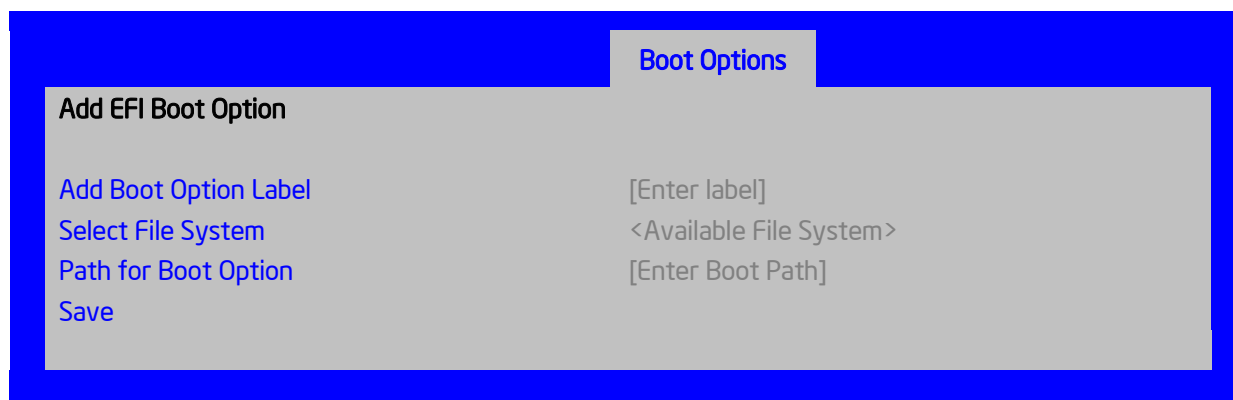 Boot Options
Add EFI Boot Option
Add Boot Option Label [Enter label]
Select File System <Available File System>
Path for Boot Option [Enter Boot Path]
Save